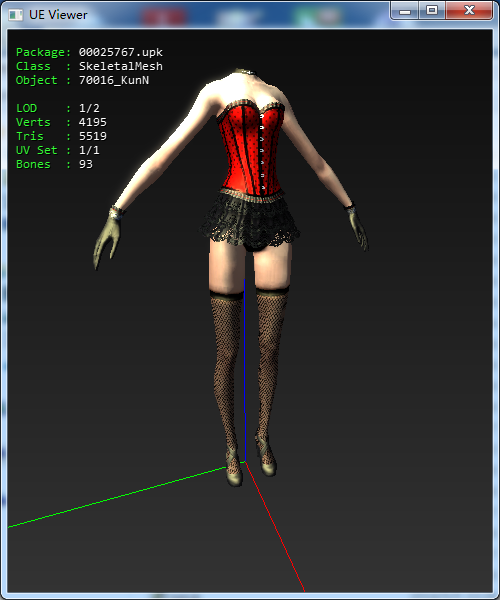 UE Viewer
Package: 00025767.upk
Class : SkeletalMesh
Object : 70016_KunN
LOD : 1/2
Verts : 4195
Tris : 5519
UV Set : 1/1
Bones : 93